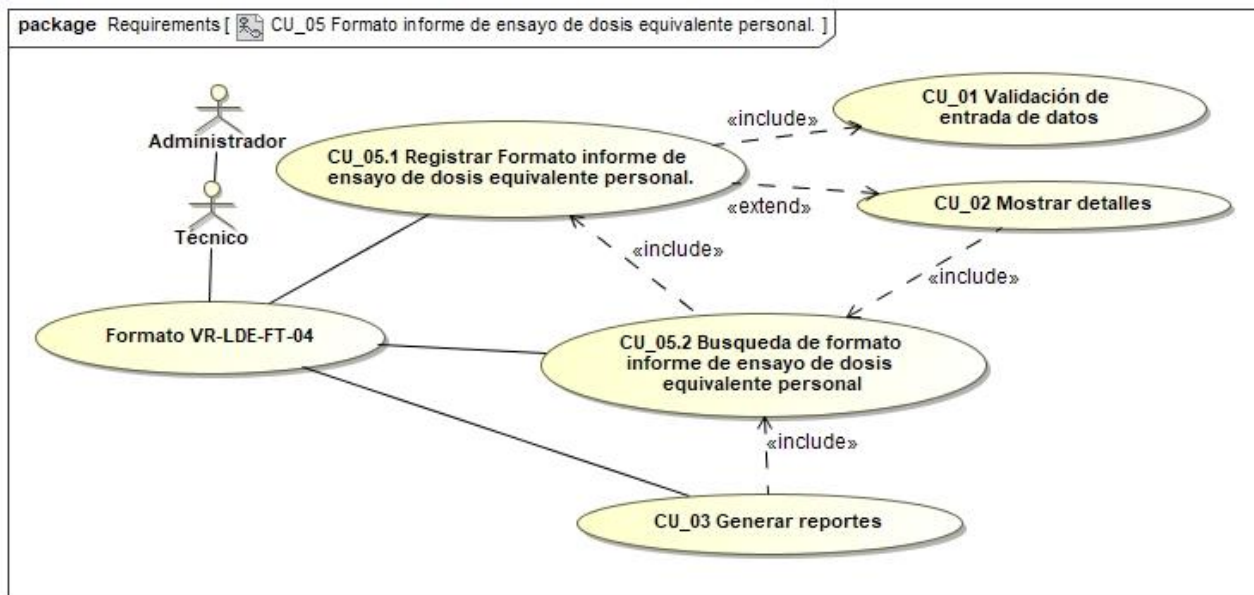 package Requirements [ CU_05 Formato informe de ensayo de dosis equivalente personal. ]
Administrador
Técnico
Formato VR-LDE-FT-04
CU_05.1 Registrar Formato informe de
ensayo de dosis equivalente personal.
«include»
CU_01 Validación de
entrada de datos
«extend»
CU_02 Mostrar detalles
«include»
«include»
CU_05.2 Busqueda de formato
informe de ensayo de dosis
equivalente personal
«include»
CU_03 Generar reportes